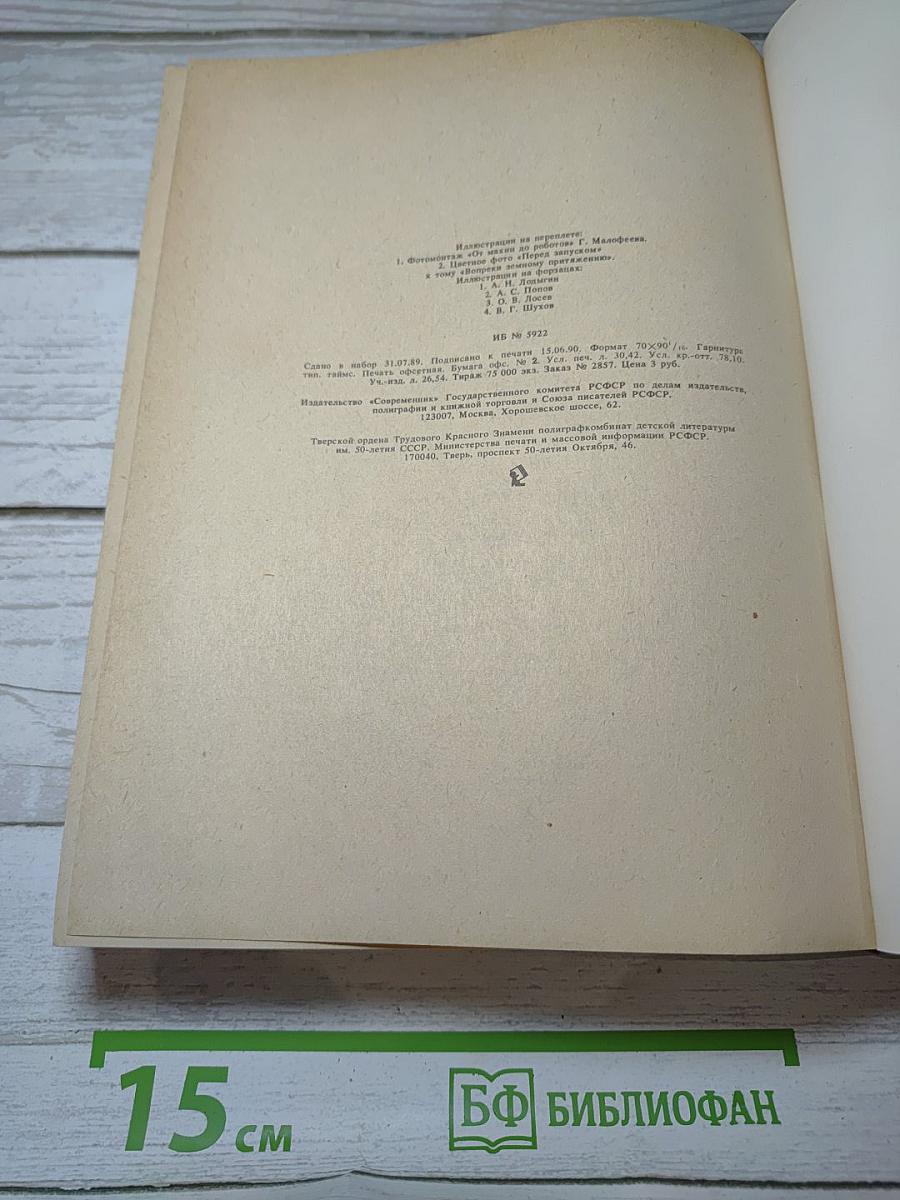 Иллюстрации на переплете:
1. Фотомонтаж «От махин до роботов» Г. Малофеева.
2. Цветное фото «Перед запуском»
к тому «Вопреки земному притяжению».
Иллюстрации на форзацах:
1. А. Н. Лодыгин
2. А. С. Попов
3. О. В. Лосев
4. В. Г. Шухов
ИБ № 5922
Сдано в набор 31.07.89. Подписано к печати 15.06.90. Формат 70×90¹/₁₆. Гарнитура
тип. таймс. Печать офсетная. Бумага офс. № 2. Усл. печ. л. 30,42. Усл. кр.-отт. 78,10.
Уч.-изд. л. 26,54. Тираж 75 000 экз. Заказ № 2857. Цена 3 руб.
Издательство «Современник» Государственного комитета РСФСР по делам издательств,
полиграфии и книжной торговли и Союза писателей РСФСР.
123007, Москва, Хорошевское шоссе, 62.
Тверской ордена Трудового Красного Знамени полиграфкомбинат детской литературы
им. 50-летия СССР. Министерства печати и массовой информации РСФСР.
170040, Тверь, проспект 50-летия Октября, 46.
15 см
БФ БИБЛИОФАН